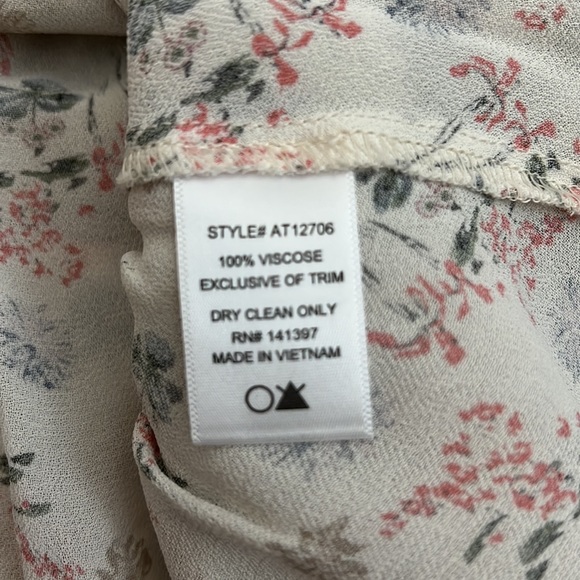 STYLE# AT12706
100% VISCOSE
EXCLUSIVE OF TRIM
DRY CLEAN ONLY
RN# 141397
MADE IN VIETNAM